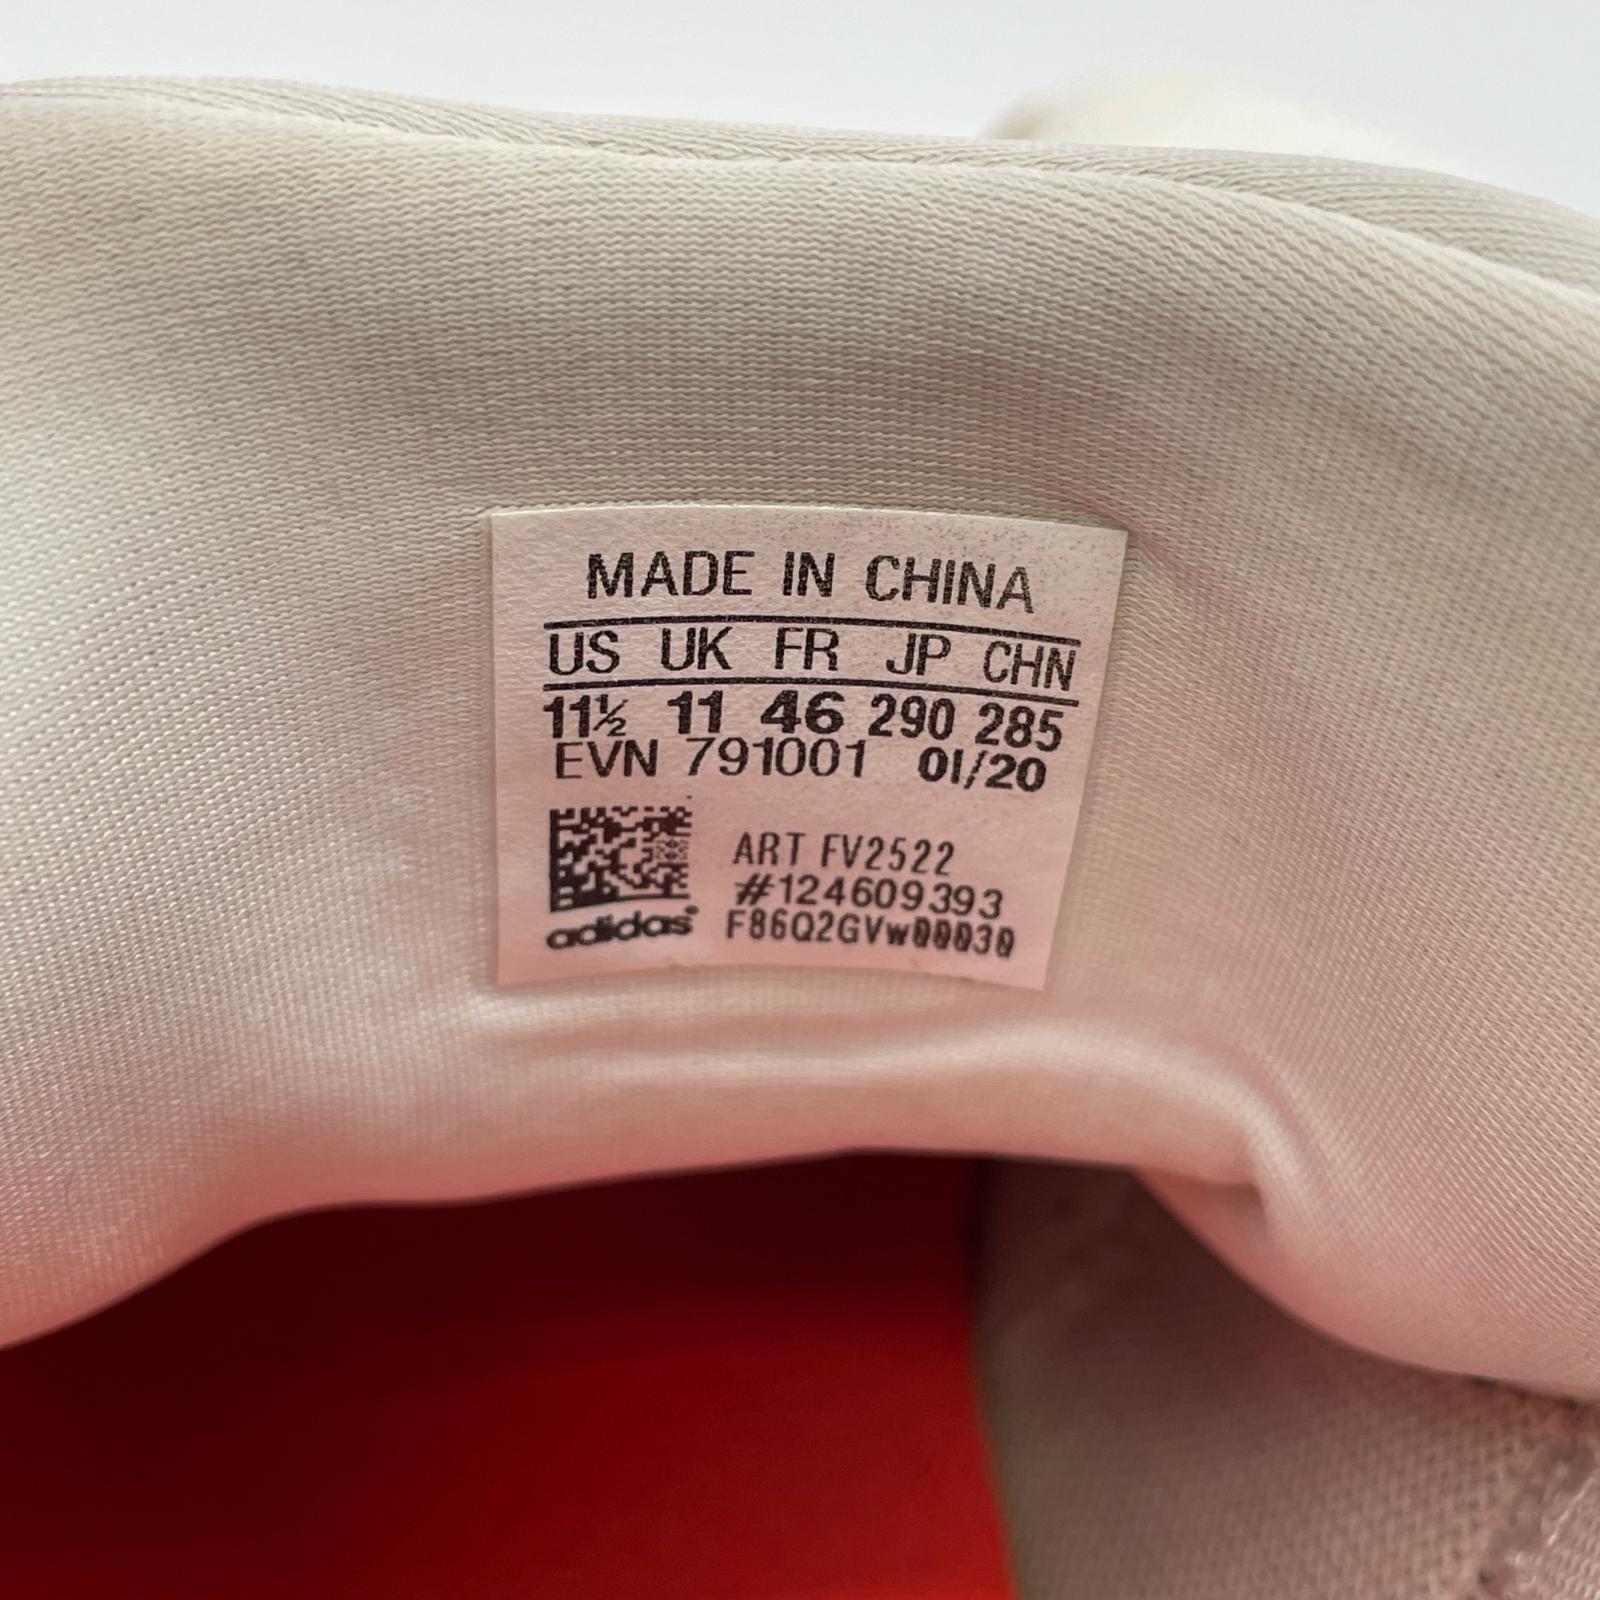 MADE IN CHINA
US UK FR JP CHN
11½ 11 46 290 285
EVN 791001 01/20
ART FV2522
#124609393
adidas® F86Q2GVw00030